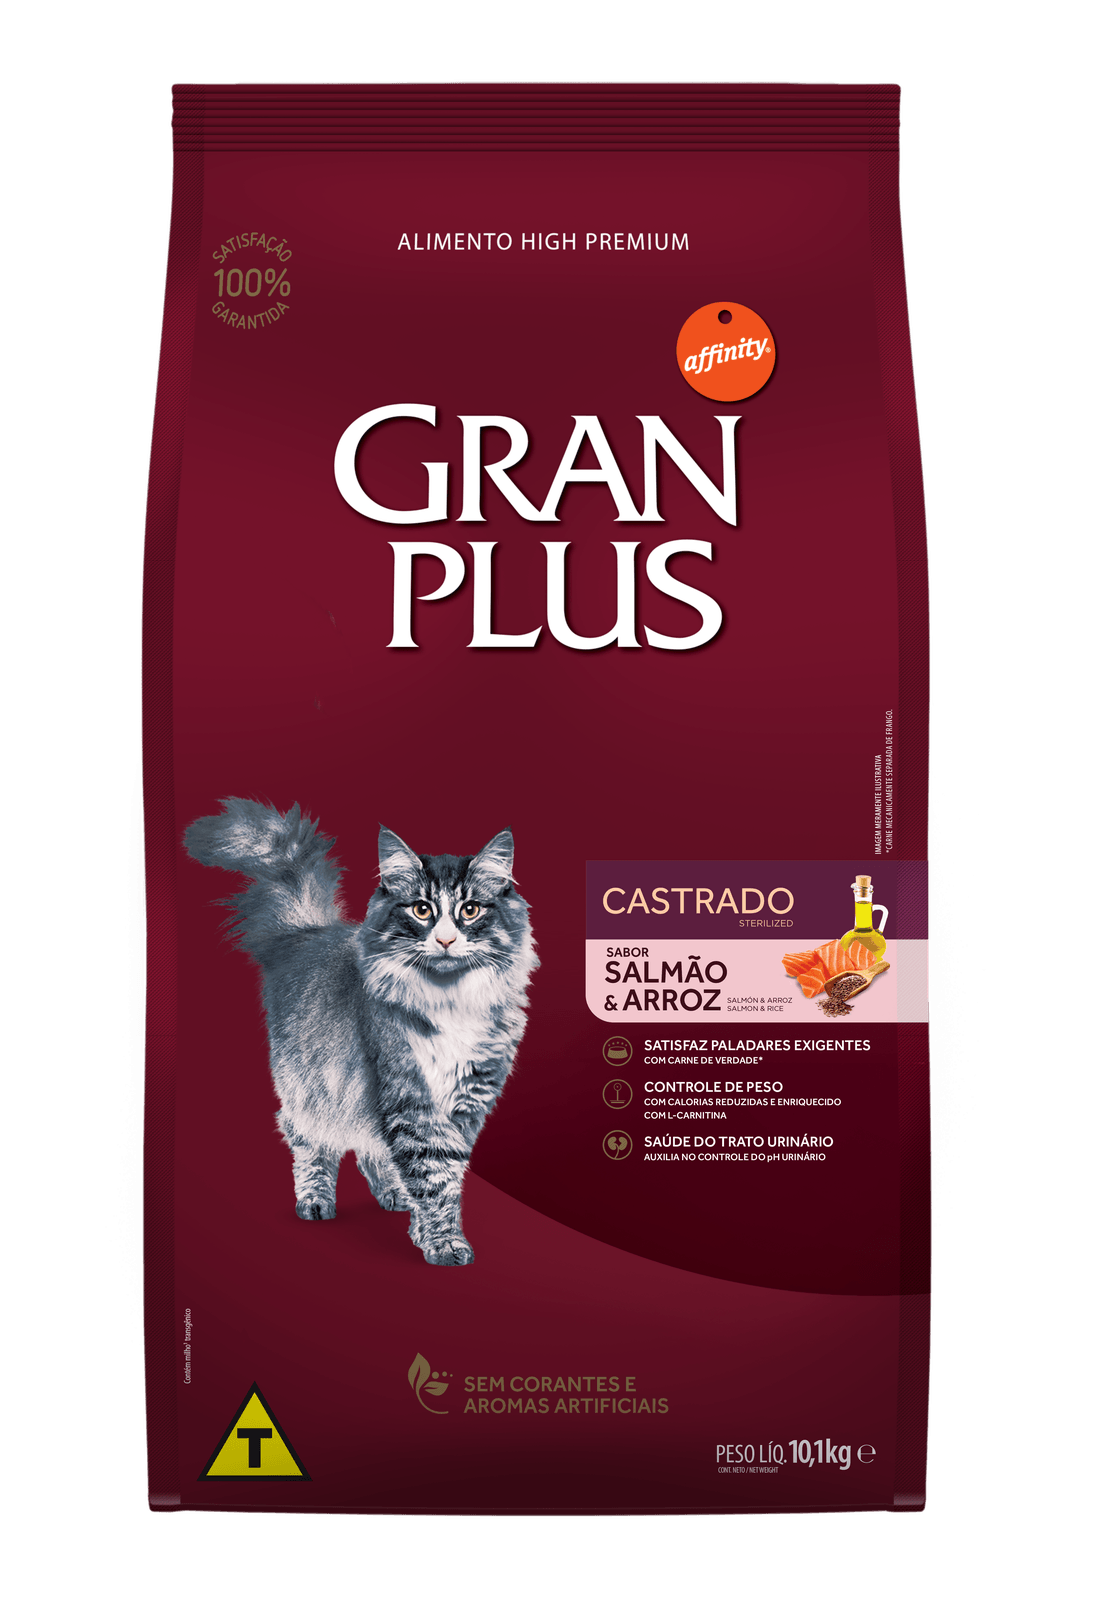 ALIMENTO HIGH PREMIUM
SATISFAÇÃO
100%
GARANTIDA
affinity®
GRAN
PLUS
IMAGEM MERAMENTE ILUSTRATIVA
*CARNE MECANICAMENTE SEPARADA DE FRANGO.
CASTRADO
STERILIZED
SABOR
SALMÃO
& ARROZ
SALMÓN & ARROZ
SALMON & RICE
SATISFAZ PALADARES EXIGENTES
COM CARNE DE VERDADE*
CONTROLE DE PESO
COM CALORIAS REDUZIDAS E ENRIQUECIDO
COM L-CARNITINA
SAÚDE DO TRATO URINÁRIO
AUXILIA NO CONTROLE DO pH URINÁRIO
Contém milho¹ transgênico
T
SEM CORANTES E
AROMAS ARTIFICIAIS
PESO LÍQ. 10,1kg ℮
CONT. NETO / NET WEIGHT